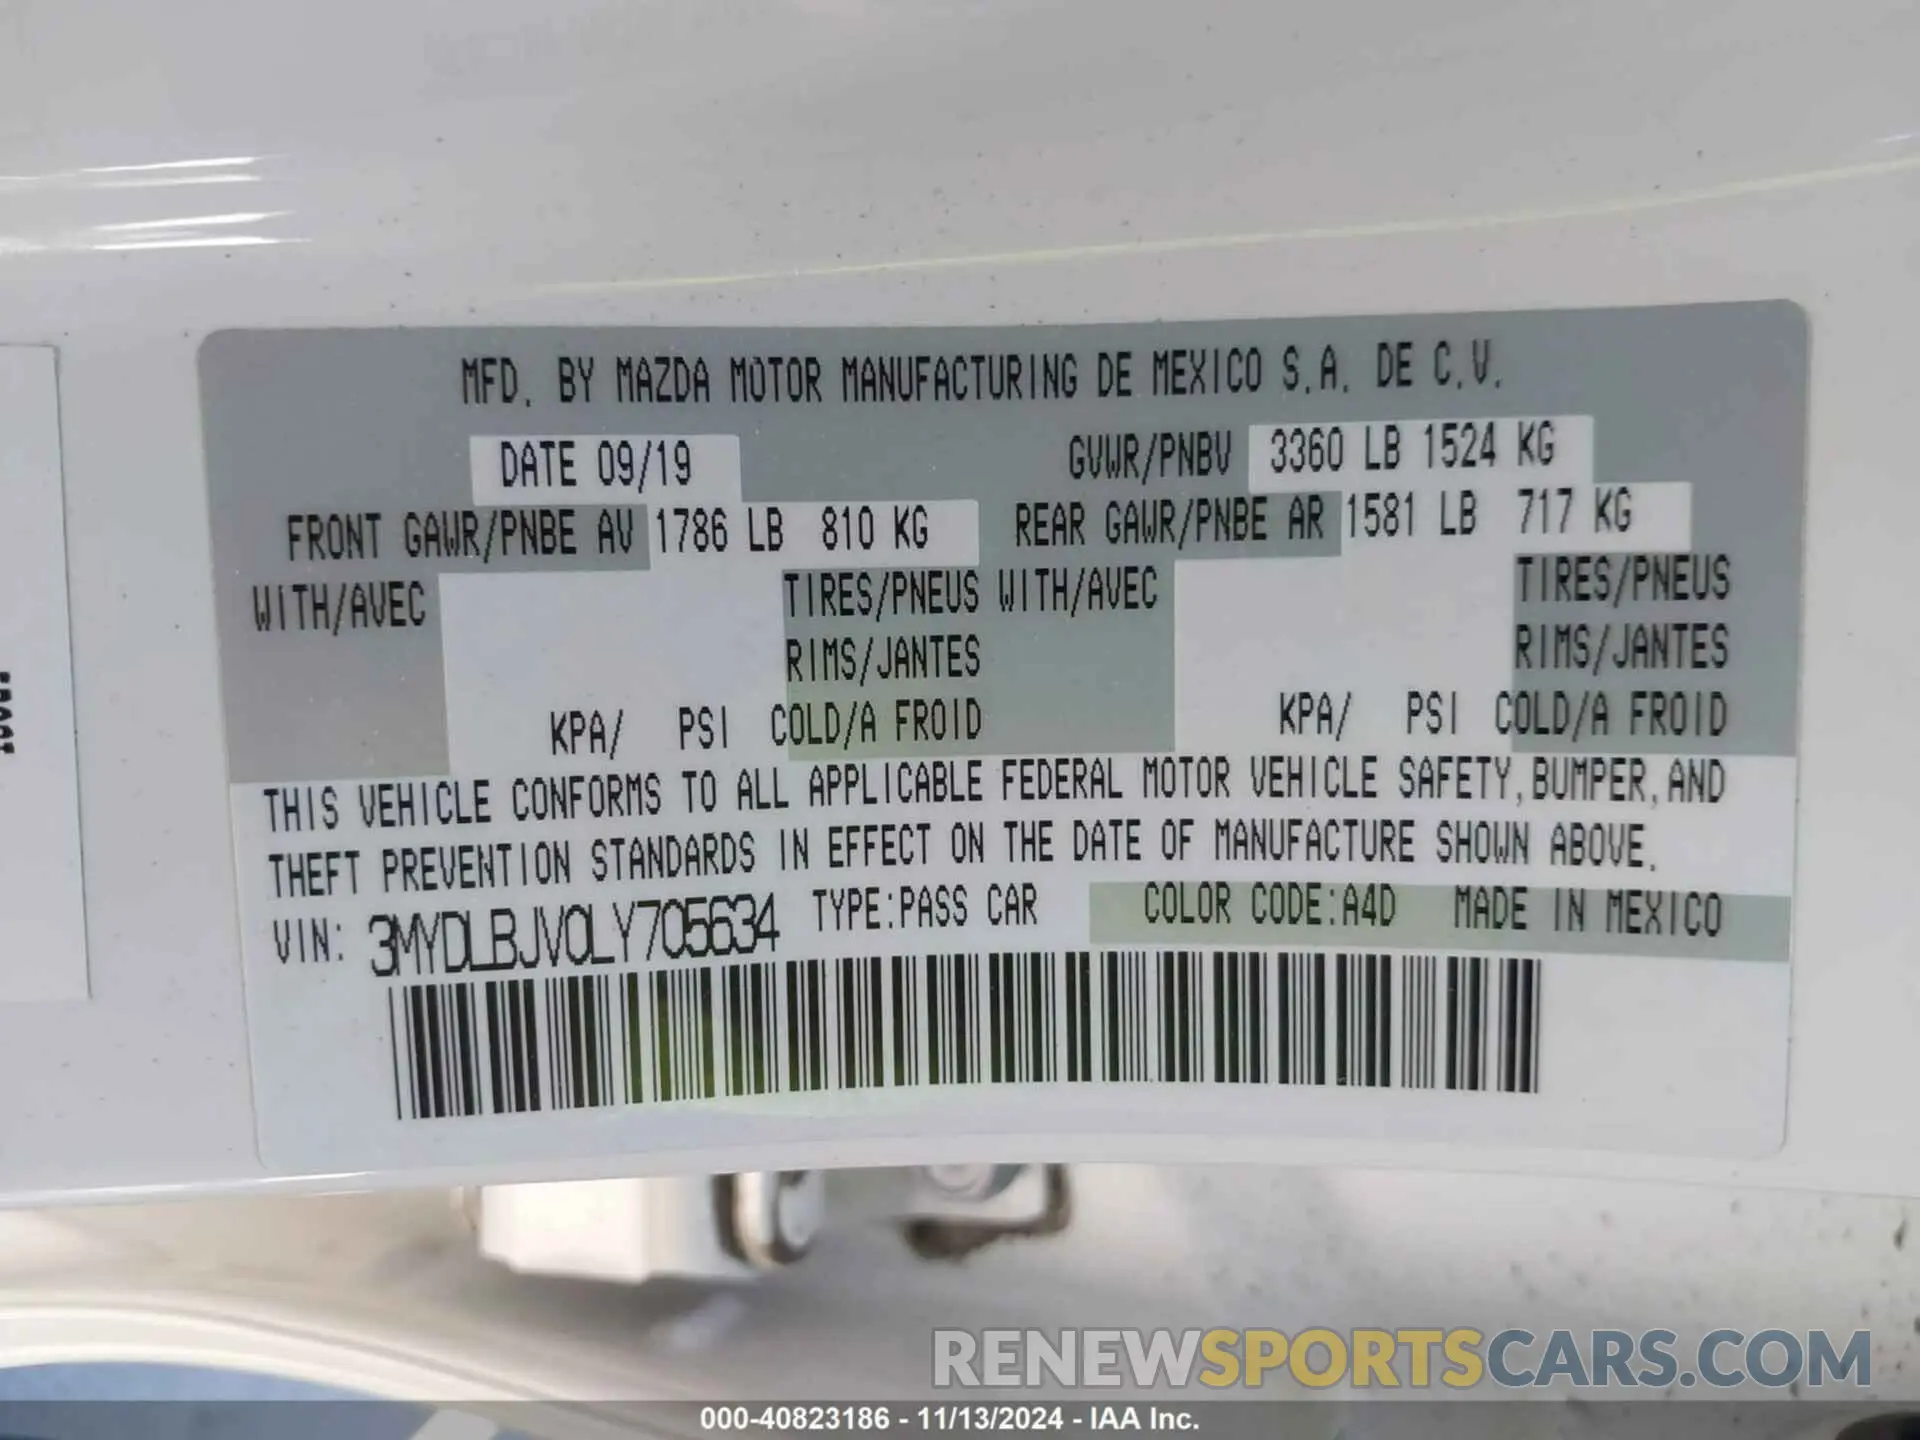 MFD. BY MAZDA MOTOR MANUFACTURING DE MEXICO S.A. DE C.V.
DATE 09/19 GVWR/PNBV 3360 LB 1524 KG
FRONT GAWR/PNBE AV 1786 LB 810 KG REAR GAWR/PNBE AR 1581 LB 717 KG
WITH/AVEC TIRES/PNEUS WITH/AVEC TIRES/PNEUS
RIMS/JANTES RIMS/JANTES
KPA/ PSI COLD/A FROID KPA/ PSI COLD/A FROID
THIS VEHICLE CONFORMS TO ALL APPLICABLE FEDERAL MOTOR VEHICLE SAFETY, BUMPER, AND
THEFT PREVENTION STANDARDS IN EFFECT ON THE DATE OF MANUFACTURE SHOWN ABOVE.
VIN: 3MYDLBJV0LY705634 TYPE:PASS CAR COLOR CODE:A4D MADE IN MEXICO
RENEWSPORTSCARS.COM
000-40823186 - 11/13/2024 - IAA Inc.